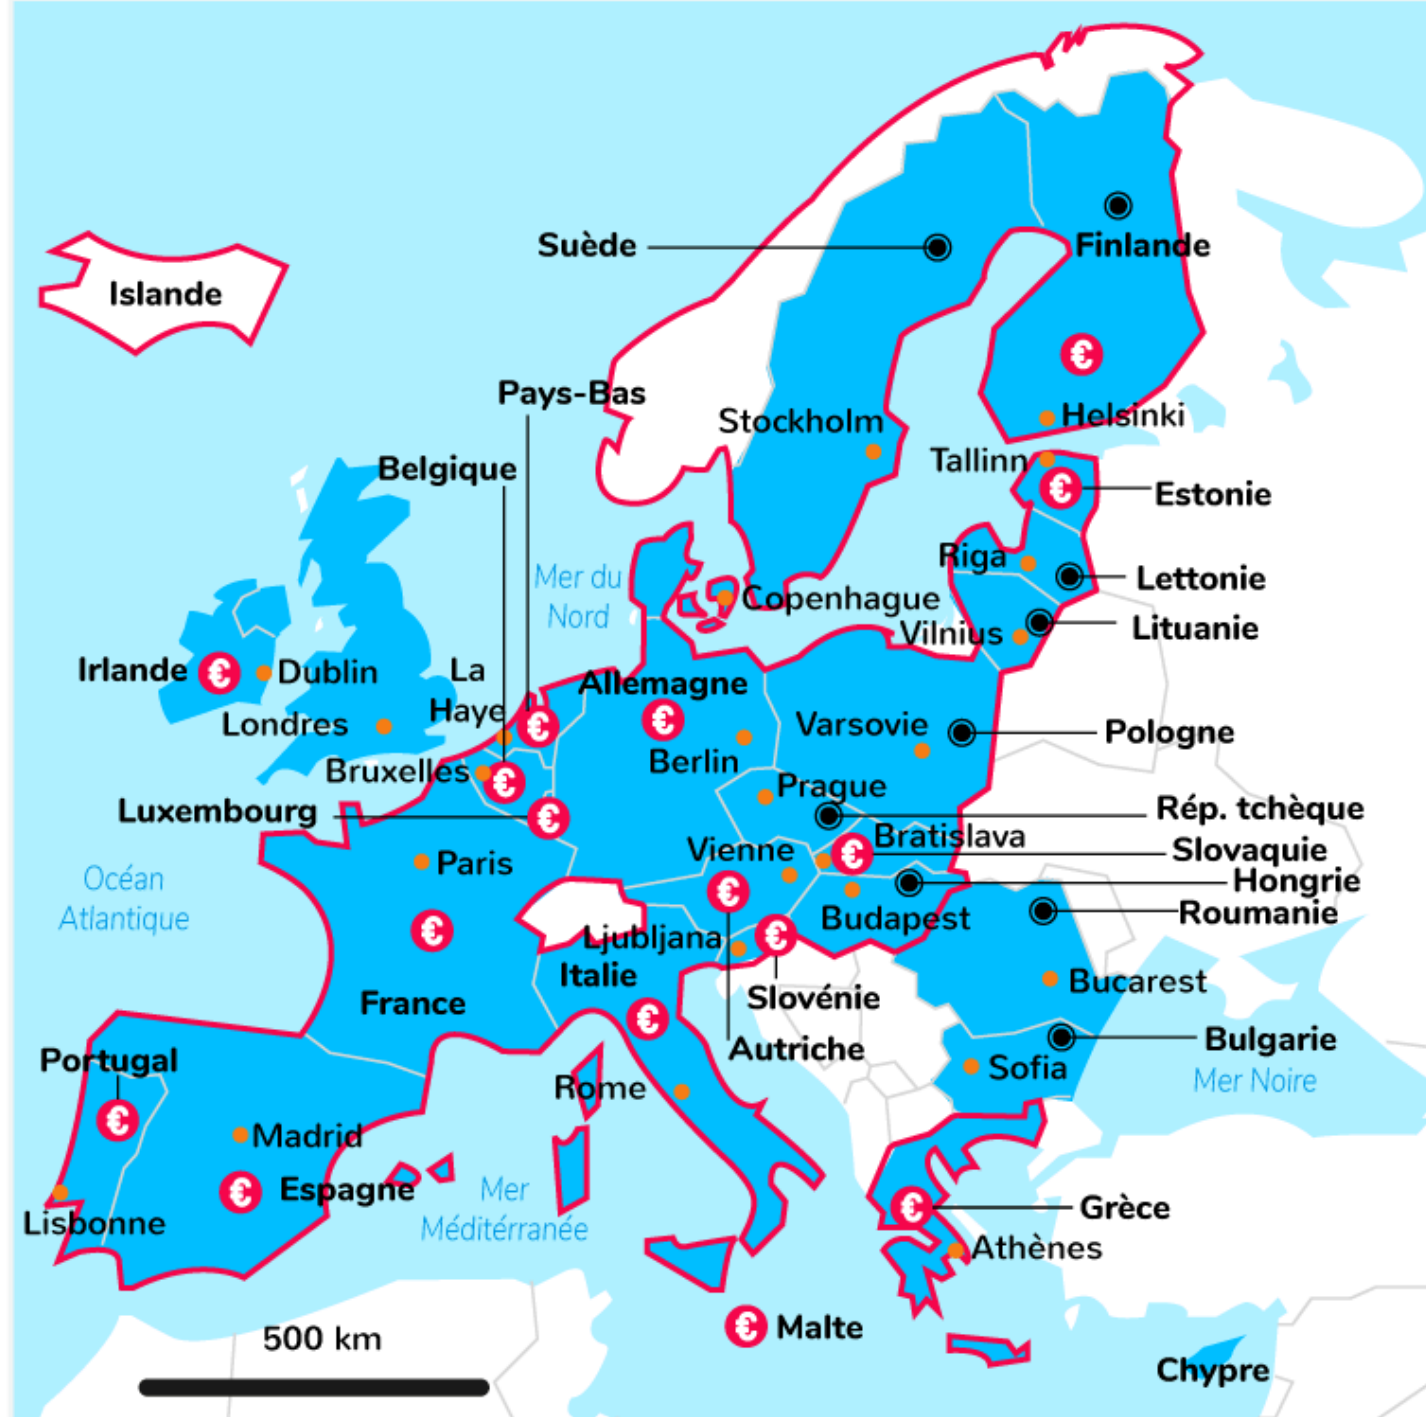 Suède
Finlande
Islande
Pays-Bas
Stockholm
Helsinki
Belgique
Tallinn
€
€
Estonie
Mer du
Nord
Riga
Lettonie
Copenhague
Vilnius
Lituanie
Irlande
€
Dublin
La
Haye
Allemagne
€
€
Londres
Varsovie
Pologne
Bruxelles
€
Berlin
Prague
Luxembourg
€
Rép. tchèque
Bratislava
Vienne
€
Slovaquie
Paris
Océan
Atlantique
€
Hongrie
Budapest
Roumanie
€
Ljubljana
€
Italie
Bucarest
France
Slovénie
€
Autriche
Bulgarie
Portugal
Sofia
Mer Noire
Rome
€
Madrid
€
Espagne
Mer
Méditérranée
€
Grèce
Lisbonne
Athènes
500 km
€
Malte
Chypre